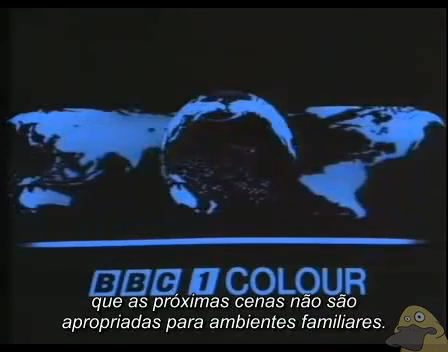 BBC 1 COLOUR
que as próximas cenas não são
apropriadas para ambientes familiares.